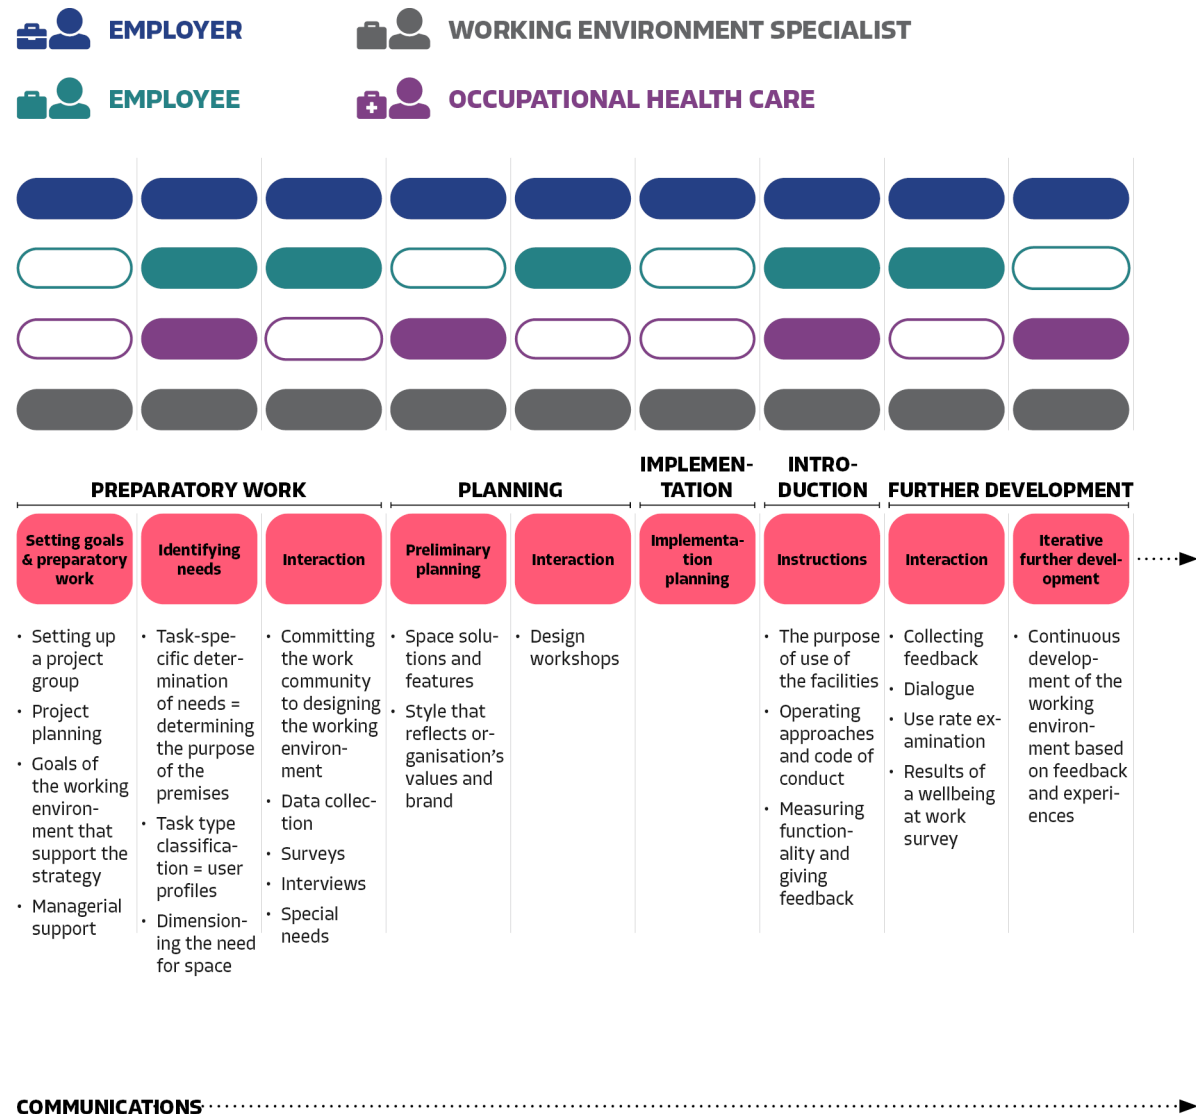 EMPLOYER
WORKING ENVIRONMENT SPECIALIST
EMPLOYEE
OCCUPATIONAL HEALTH CARE
PREPARATORY WORK
PLANNING
IMPLEMEN-
TATION
INTRO-
DUCTION
FURTHER DEVELOPMENT
Setting goals
& preparatory
work
Identifying
needs
Interaction
Preliminary
planning
Interaction
Implementa-
tion
planning
Instructions
Interaction
Iterative
further devel-
opment
• Setting up
a project
group
• Project
planning
• Goals of
the working
environ-
ment that
support the
strategy
• Managerial
support
• Task-spe-
cific deter-
mination
of needs =
determining
the purpose
of the
premises
• Task type
classifica-
tion = user
profiles
• Dimension-
ing the need
for space
• Committing
the work
community
to designing
the working
environ-
ment
• Data collec-
tion
• Surveys
• Interviews
• Special
needs
• Space solu-
tions and
features
• Style that
reflects or-
ganisation's
values and
brand
• Design
workshops
• The purpose
of use of
the facilities
• Operating
approaches
and code of
conduct
• Measuring
function-
ality and
giving
feedback
• Collecting
feedback
• Dialogue
• Use rate ex-
amination
• Results of
a wellbeing
at work
survey
• Continuous
develop-
ment of the
working
environ-
ment based
on feedback
and experi-
ences
COMMUNICATIONS